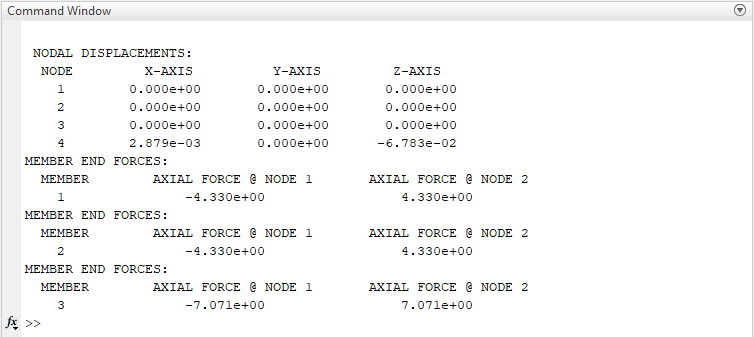 Command Window
NODAL DISPLACEMENTS:
NODE X-AXIS Y-AXIS Z-AXIS
1 0.000e+00 0.000e+00 0.000e+00
2 0.000e+00 0.000e+00 0.000e+00
3 0.000e+00 0.000e+00 0.000e+00
4 2.879e-03 0.000e+00 -6.783e-02
MEMBER END FORCES:
MEMBER AXIAL FORCE @ NODE 1 AXIAL FORCE @ NODE 2
1 -4.330e+00 4.330e+00
MEMBER END FORCES:
MEMBER AXIAL FORCE @ NODE 1 AXIAL FORCE @ NODE 2
2 -4.330e+00 4.330e+00
MEMBER END FORCES:
MEMBER AXIAL FORCE @ NODE 1 AXIAL FORCE @ NODE 2
3 -7.071e+00 7.071e+00
fx >>